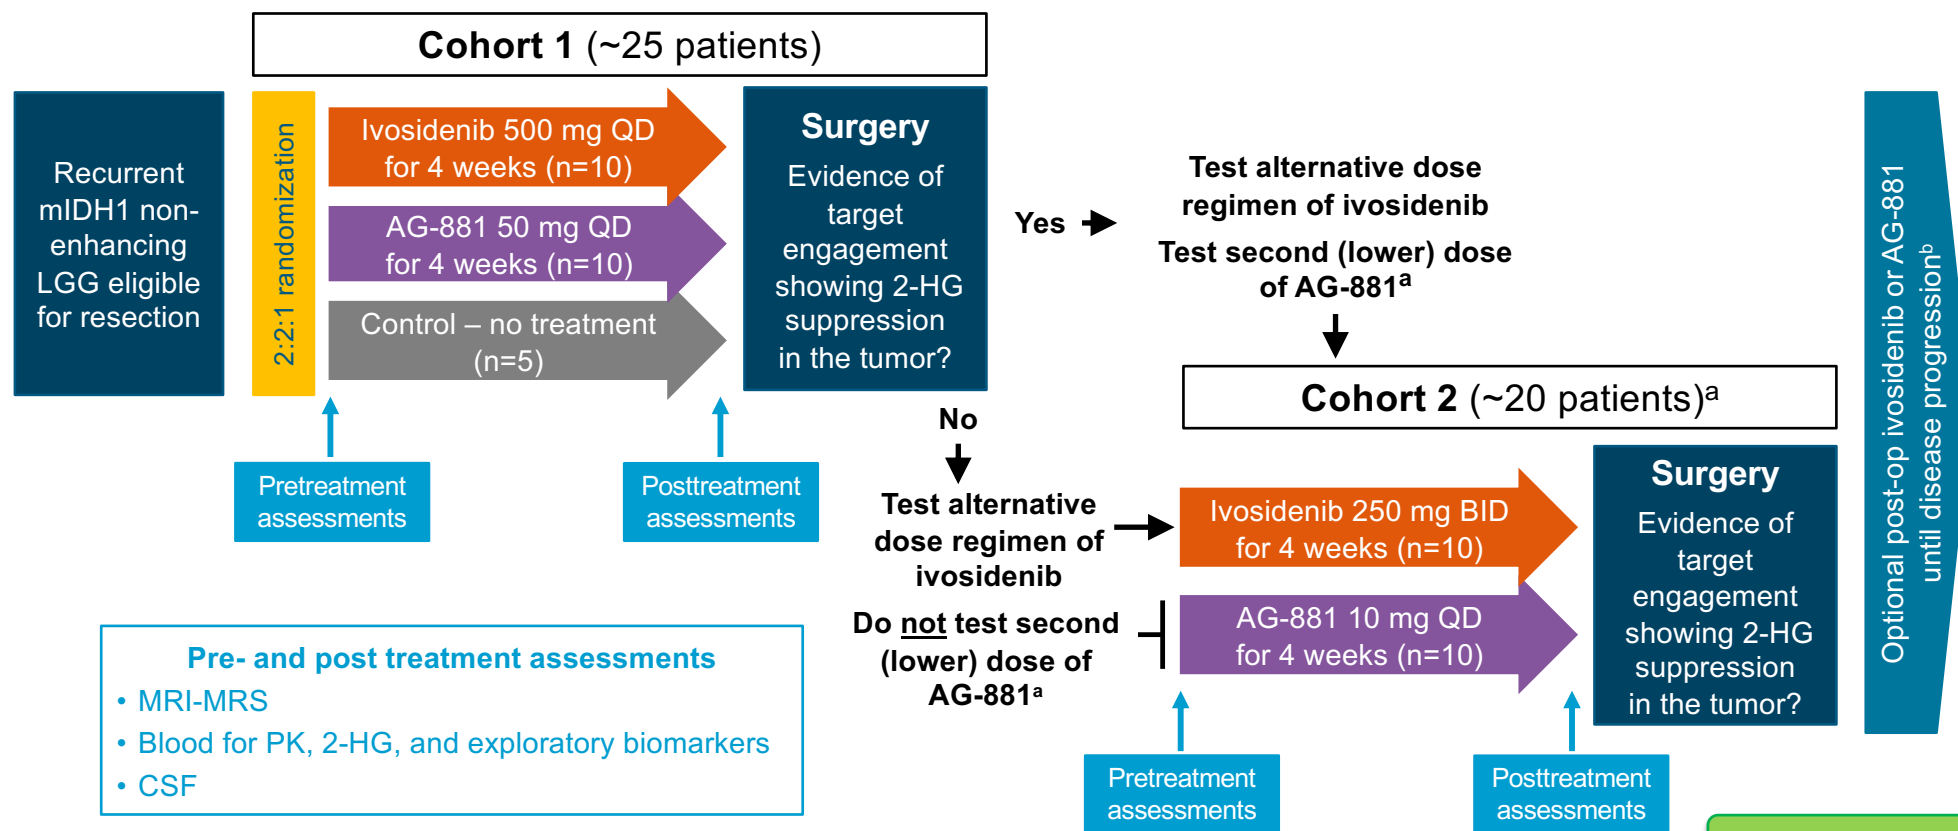 Cohort 1 (~25 patients)
Recurrent
mIDH1 non-
enhancing
LGG eligible
for resection
2:2:1 randomization
Ivosidenib 500 mg QD
for 4 weeks (n=10)
AG-881 50 mg QD
for 4 weeks (n=10)
Control – no treatment
(n=5)
Surgery
Evidence of
target
engagement
showing 2-HG
suppression
in the tumor?
Pretreatment
assessments
Posttreatment
assessments
Yes
Test alternative dose
regimen of ivosidenib
Test second (lower) dose
of AG-881ᵃ
No
Test alternative
dose regimen of
ivosidenib
Do not test second
(lower) dose of
AG-881ᵃ
Cohort 2 (~20 patients)ᵃ
Ivosidenib 250 mg BID
for 4 weeks (n=10)
AG-881 10 mg QD
for 4 weeks (n=10)
Surgery
Evidence of
target
engagement
showing 2-HG
suppression
in the tumor?
Pretreatment
assessments
Posttreatment
assessments
Optional post-op ivosidenib or AG-881
until disease progressionᵇ
Pre- and post treatment assessments
• MRI-MRS
• Blood for PK, 2-HG, and exploratory biomarkers
• CSF